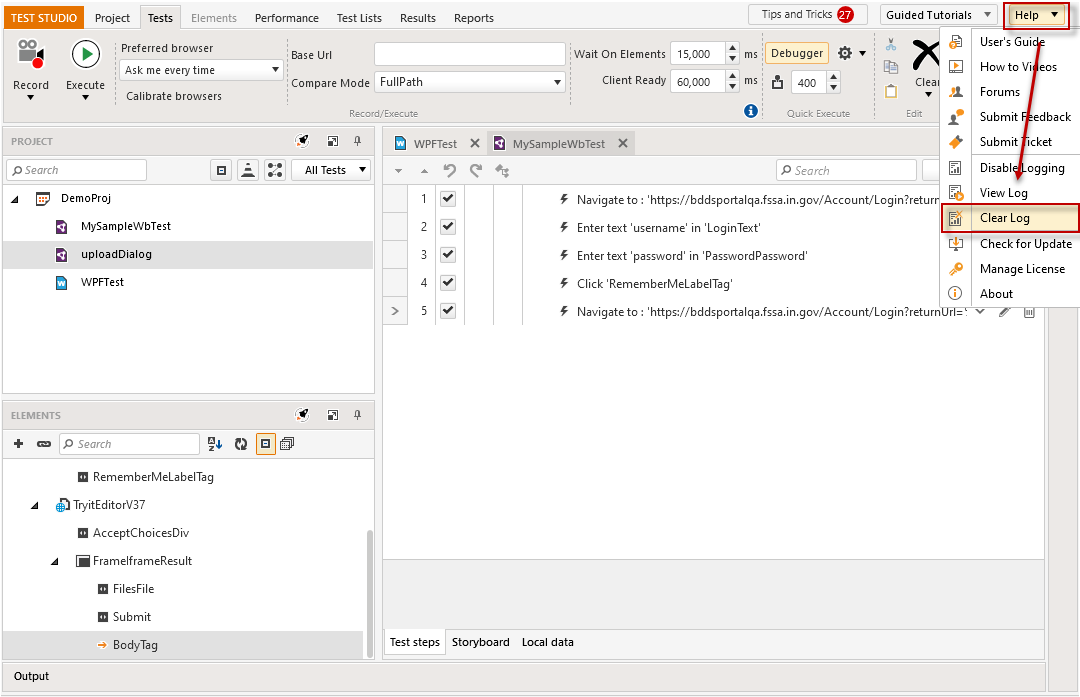 TEST STUDIO Project Tests Elements Performance Test Lists Results Reports Tips and Tricks 27 Guided Tutorials Help
Record
Execute
Preferred browser
Ask me every time
Calibrate browsers
Base Url
Compare Mode FullPath
Wait On Elements 15,000 ms
Client Ready 60,000 ms
Record/Execute
Debugger
400
Quick Execute
Clear
Edit
User's Guide
How to Videos
Forums
Submit Feedback
Submit Ticket
Disable Logging
View Log
Clear Log
Check for Update
Manage License
About
PROJECT
Search
All Tests
DemoProj
MySampleWbTest
uploadDialog
WPFTest
ELEMENTS
Search
RememberMeLabelTag
TryitEditorV37
AcceptChoicesDiv
FrameIframeResult
FilesFile
Submit
BodyTag
WPFTest MySampleWbTest
Search
1 Navigate to : 'https://bddsportalqa.fssa.in.gov/Account/Login?return
2 Enter text 'username' in 'LoginText'
3 Enter text 'password' in 'PasswordPassword'
4 Click 'RememberMeLabelTag'
5 Navigate to : 'https://bddsportalqa.fssa.in.gov/Account/Login?returnUrl='
Test steps Storyboard Local data
Output